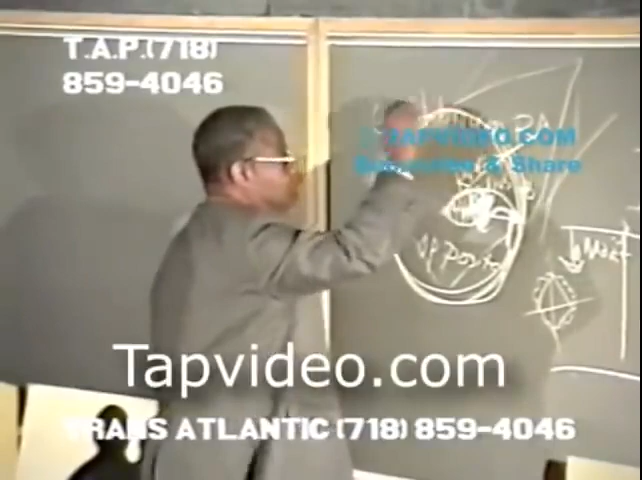 T.A.P.(718)
859-4046
TAPVIDEO.COM
Subscribe & Share
Tapvideo.com
TRANS ATLANTIC (718) 859-4046